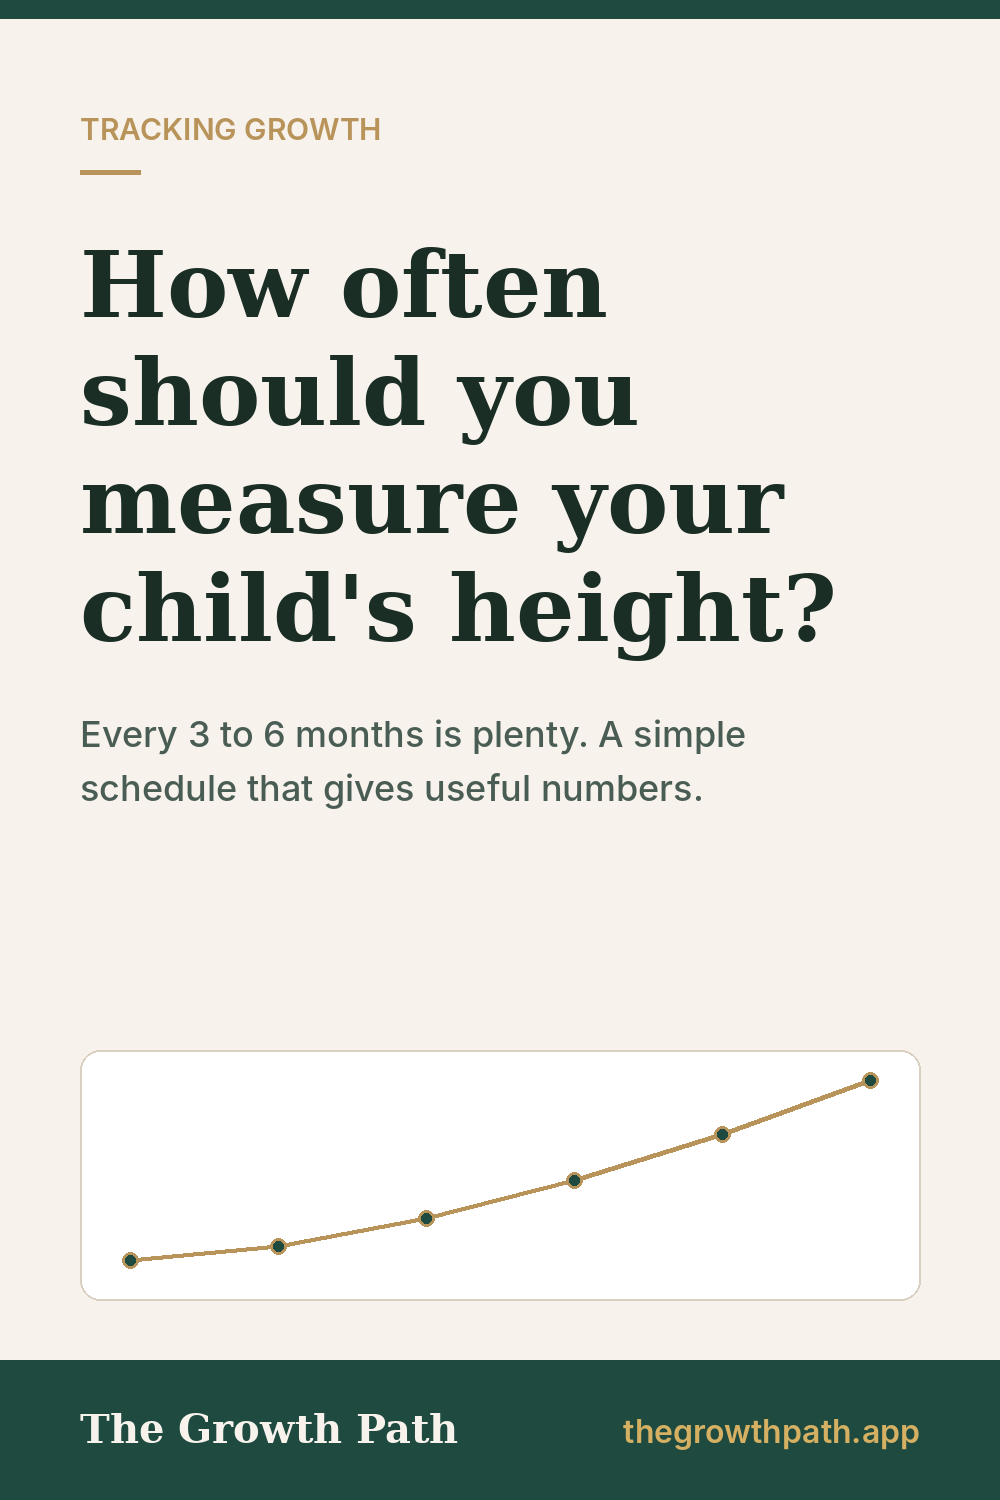 TRACKING GROWTH
How often
should you
measure your
child's height?
Every 3 to 6 months is plenty. A simple
schedule that gives useful numbers.
The Growth Path
thegrowthpath.app